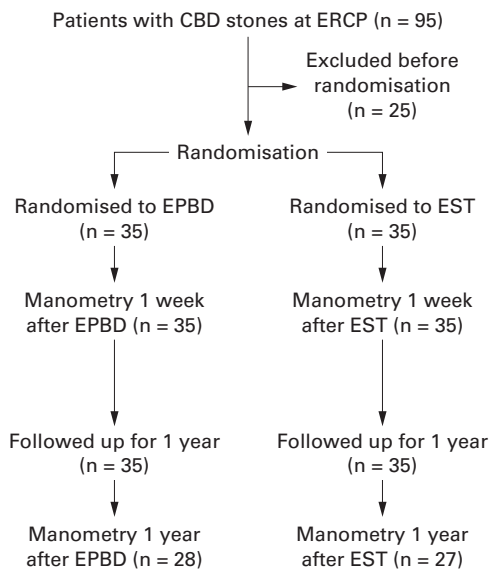 Patients with CBD stones at ERCP (n = 95)
Excluded before
randomisation
(n = 25)
Randomisation
Randomised to EPBD
(n = 35)
Randomised to EST
(n = 35)
Manometry 1 week
after EPBD (n = 35)
Manometry 1 week
after EST (n = 35)
Followed up for 1 year
(n = 35)
Followed up for 1 year
(n = 35)
Manometry 1 year
after EPBD (n = 28)
Manometry 1 year
after EST (n = 27)